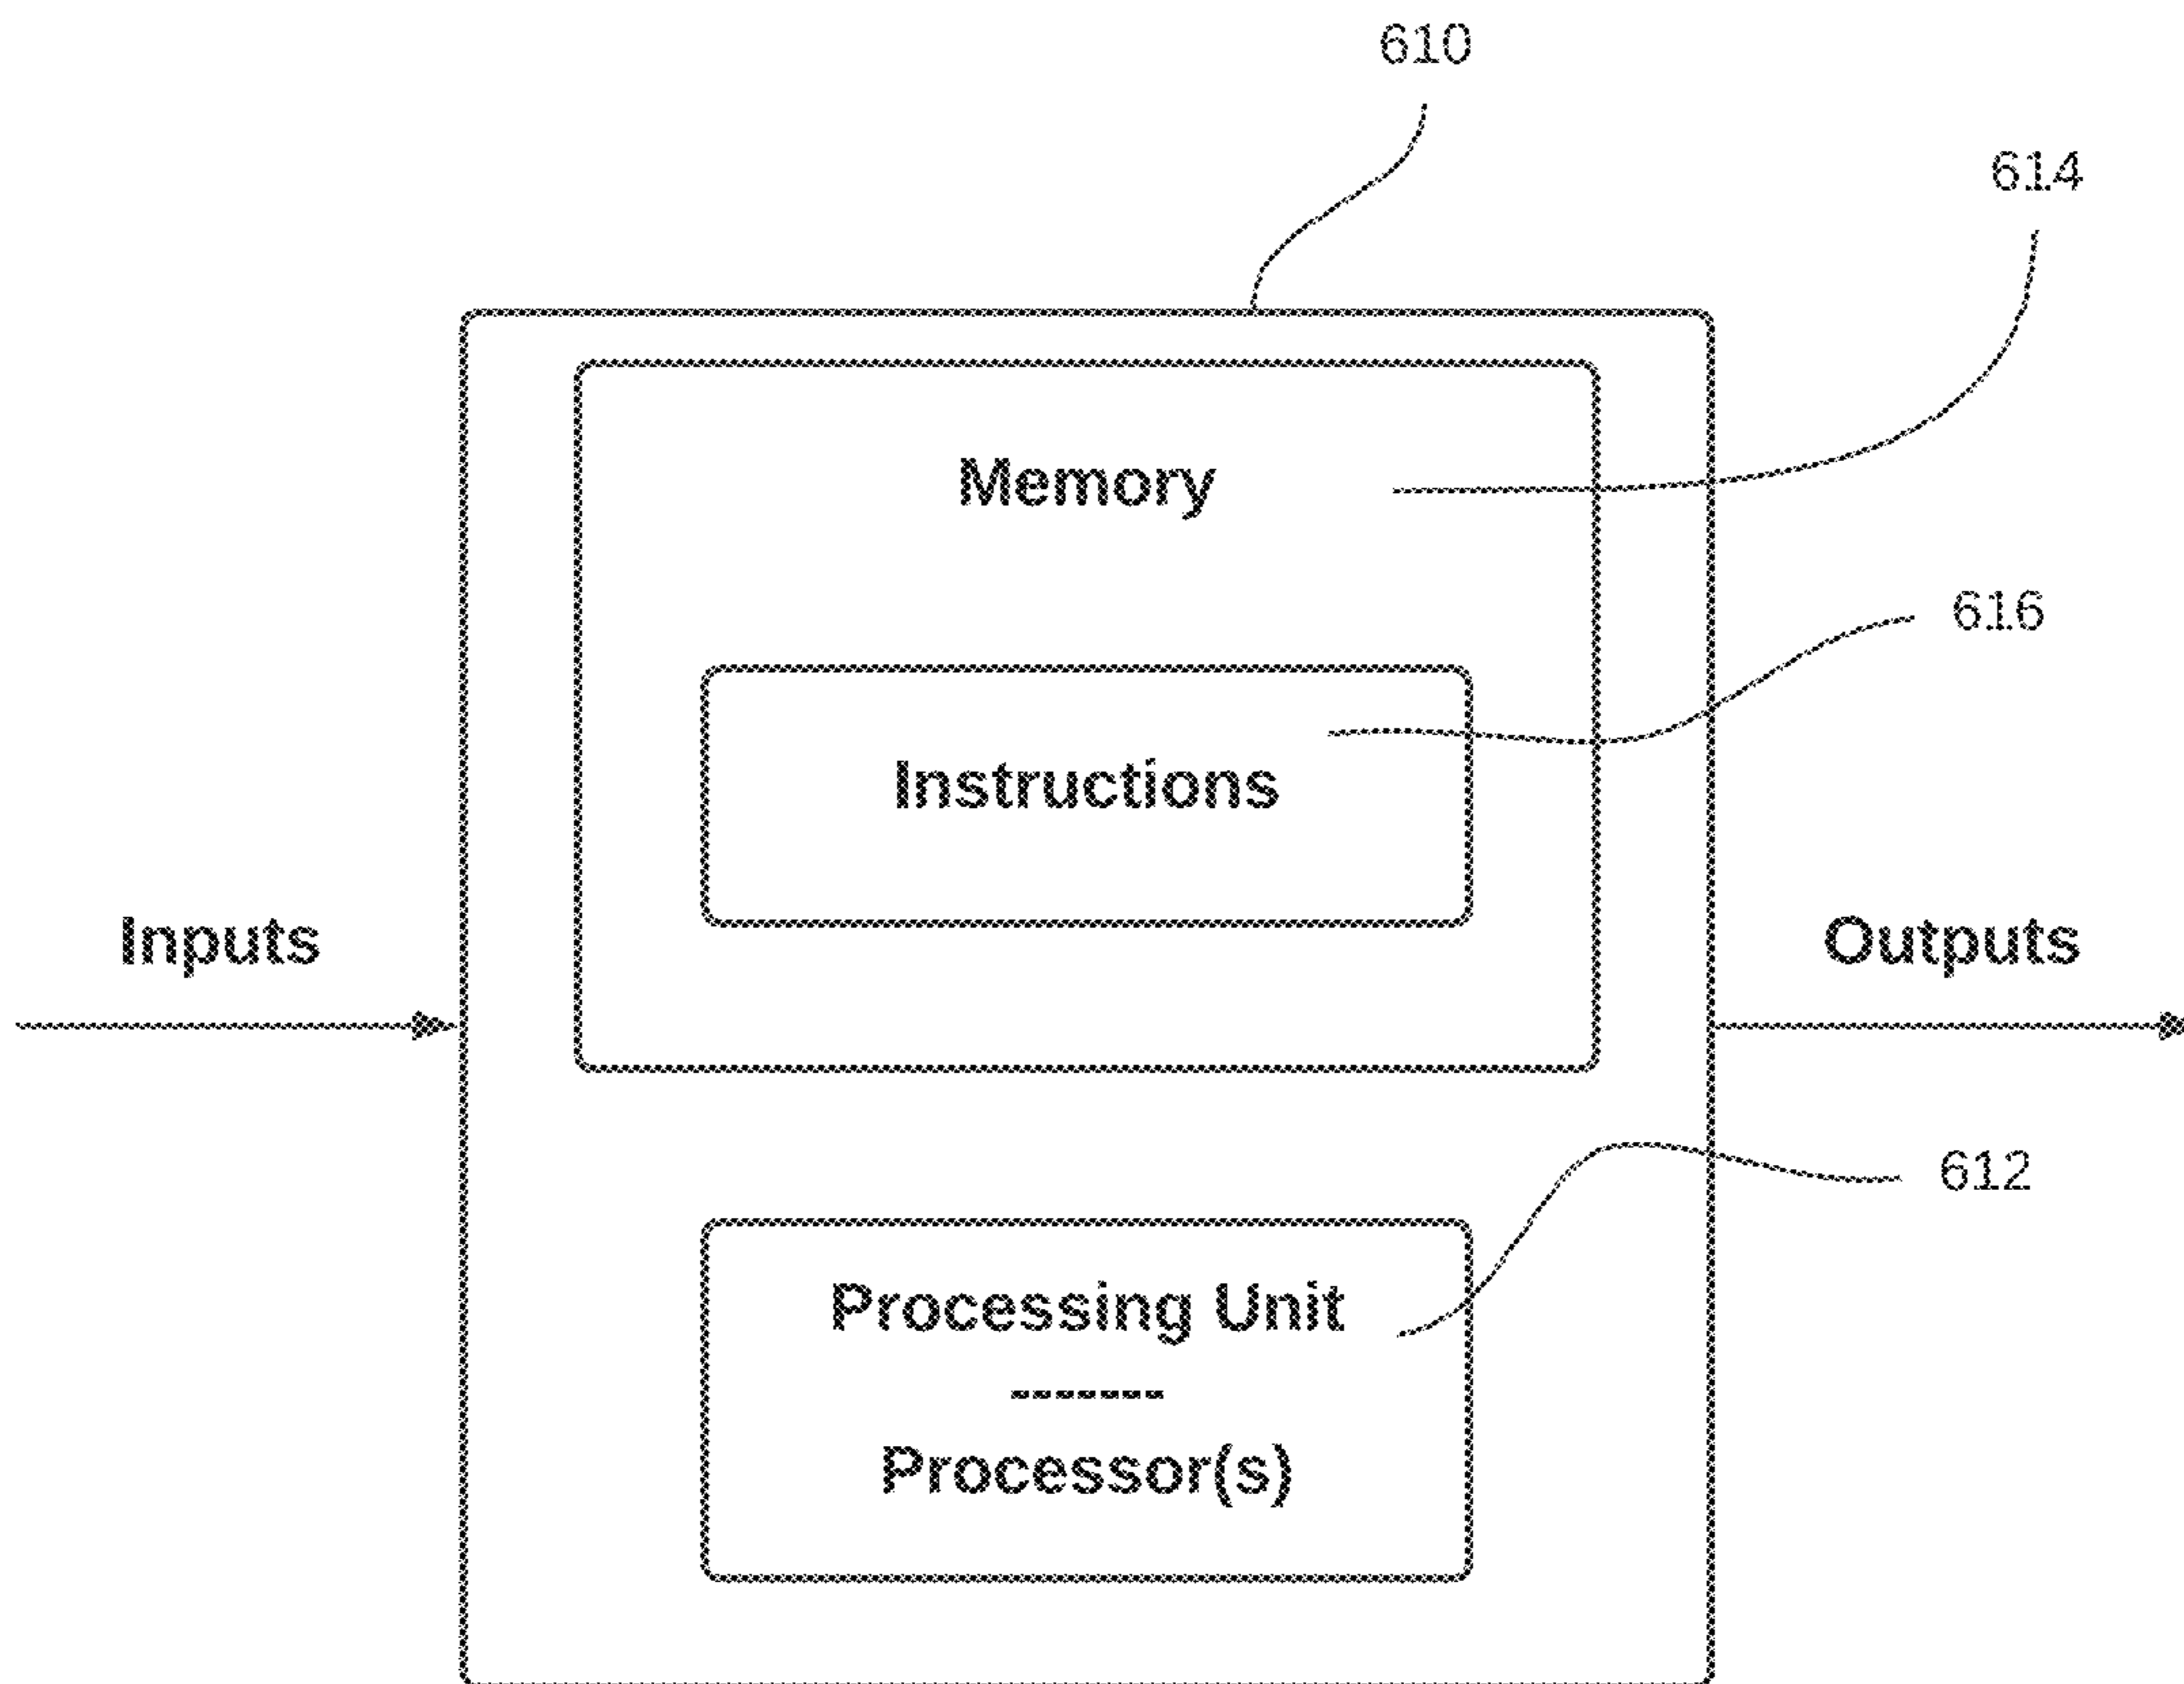 610
614
Memory
616
Instructions
Inputs
Outputs
612
Processing Unit
-------
Processor(s)